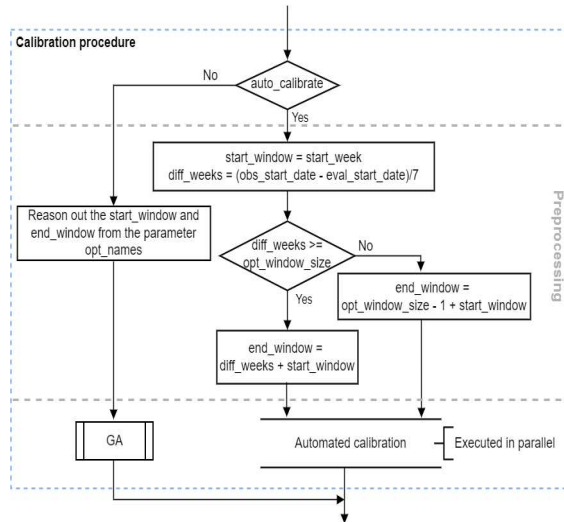 Calibration procedure
No
auto_calibrate
Yes
start_window = start_week
diff_weeks = (obs_start_date - eval_start_date)/7
Reason out the start_window and
end_window from the parameter
opt_names
diff_weeks >=
opt_window_size
No
Yes
end_window =
opt_window_size - 1 + start_window
end_window =
diff_weeks + start_window
Preprocessing
GA
Automated calibration
Executed in parallel